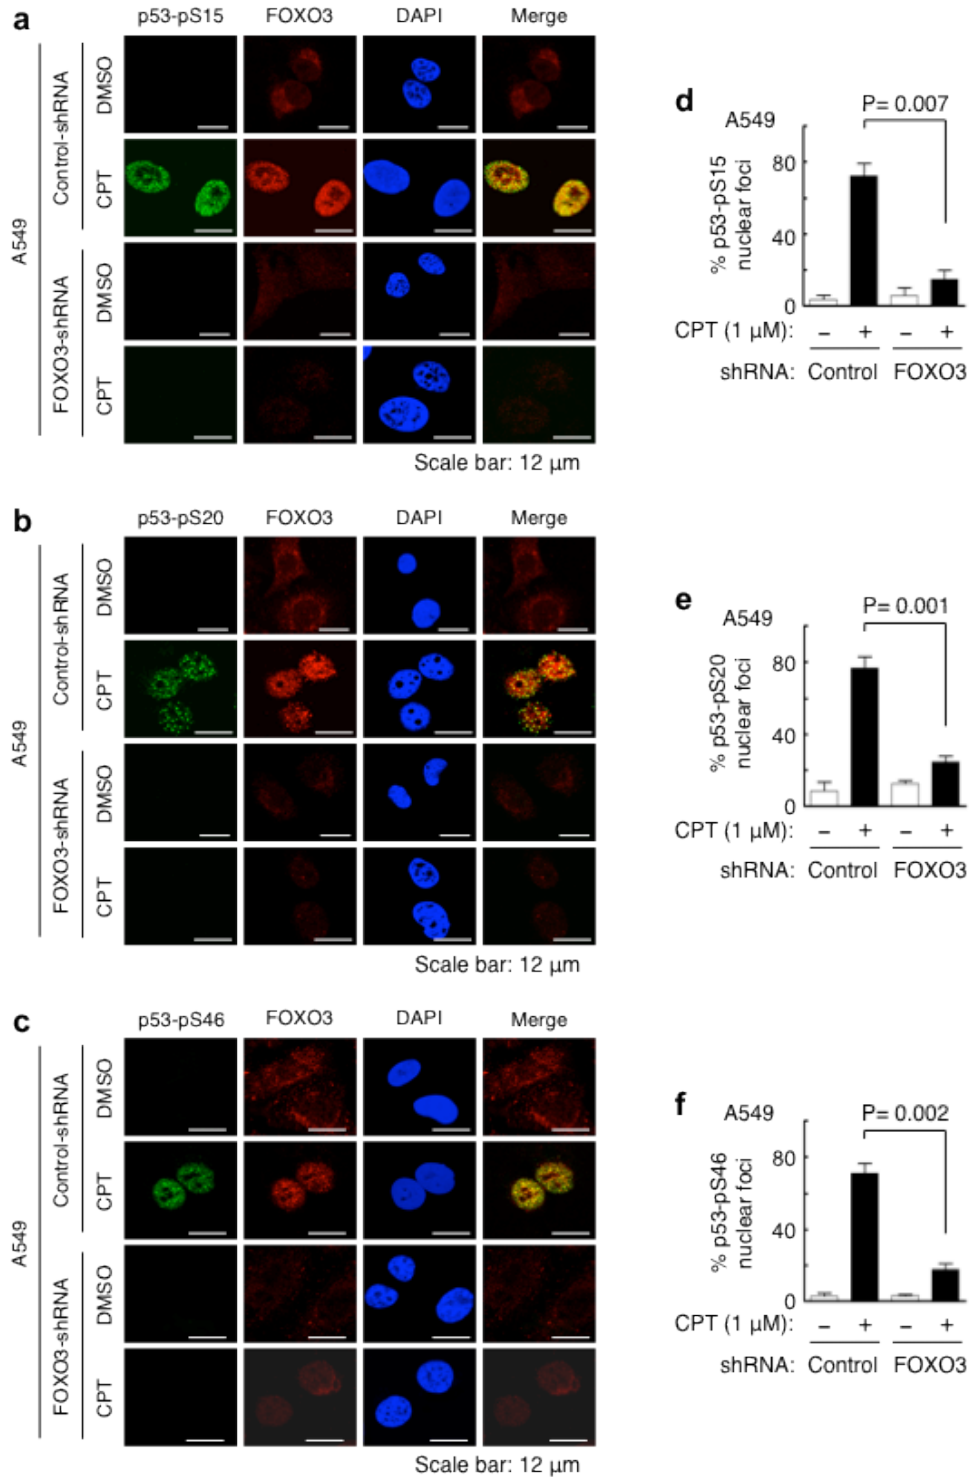 a
p53-pS15 FOXO3 DAPI Merge
A549
Control-shRNA
DMSO
CPT
FOXO3-shRNA
DMSO
CPT
Scale bar: 12 µm
d
A549
P= 0.007
% p53-pS15
nuclear foci
80
40
0
CPT (1 µM): – + – +
shRNA: Control FOXO3
b
p53-pS20 FOXO3 DAPI Merge
A549
Control-shRNA
DMSO
CPT
FOXO3-shRNA
DMSO
CPT
Scale bar: 12 µm
e
A549
P= 0.001
% p53-pS20
nuclear foci
80
40
0
CPT (1 µM): – + – +
shRNA: Control FOXO3
c
p53-pS46 FOXO3 DAPI Merge
A549
Control-shRNA
DMSO
CPT
FOXO3-shRNA
DMSO
CPT
Scale bar: 12 µm
f
A549
P= 0.002
% p53-pS46
nuclear foci
80
40
0
CPT (1 µM): – + – +
shRNA: Control FOXO3